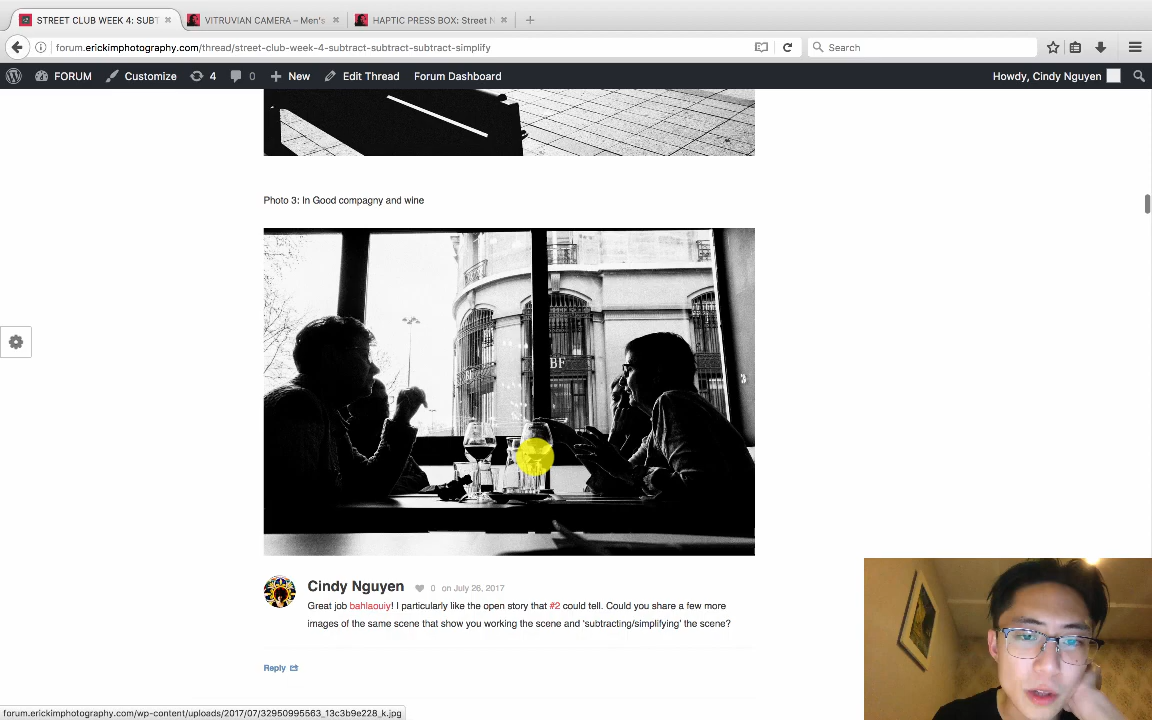 STREET CLUB WEEK 4: SUBT
VITRUVIAN CAMERA – Men's
HAPTIC PRESS BOX: Street N
forum.erickimphotography.com/thread/street-club-week-4-subtract-subtract-subtract-simplify
Search
FORUM
Customize
4
0
New
Edit Thread
Forum Dashboard
Howdy, Cindy Nguyen
Photo 3: In Good compagny and wine
BF
Cindy Nguyen
0 on July 26, 2017
Great job bahlaouiy! I particularly like the open story that #2 could tell. Could you share a few more
images of the same scene that show you working the scene and 'subtracting/simplifying' the scene?
Reply
forum.erickimphotography.com/wp-content/uploads/2017/07/32950995563_13c3b9e228_k.jpg